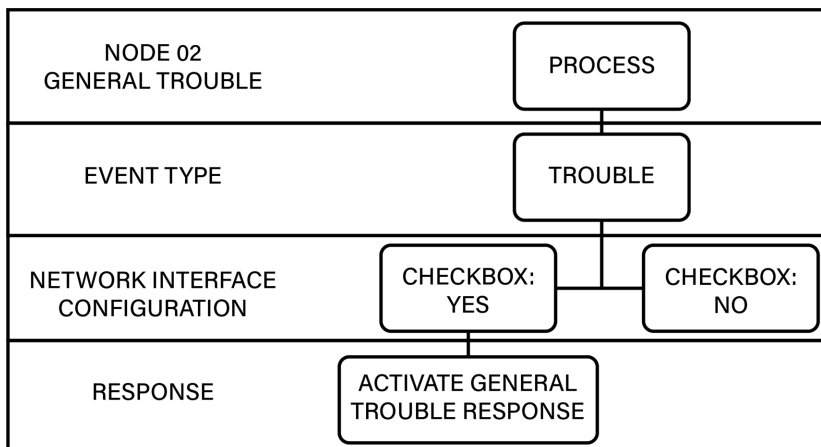 NODE 02
GENERAL TROUBLE
PROCESS
EVENT TYPE
TROUBLE
NETWORK INTERFACE
CONFIGURATION
CHECKBOX:
YES
CHECKBOX:
NO
RESPONSE
ACTIVATE GENERAL
TROUBLE RESPONSE